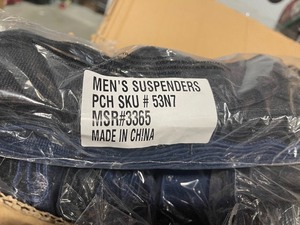 MEN'S SUSPENDERS
PCH SKU # 53N7
MSR#3365
MADE IN CHINA